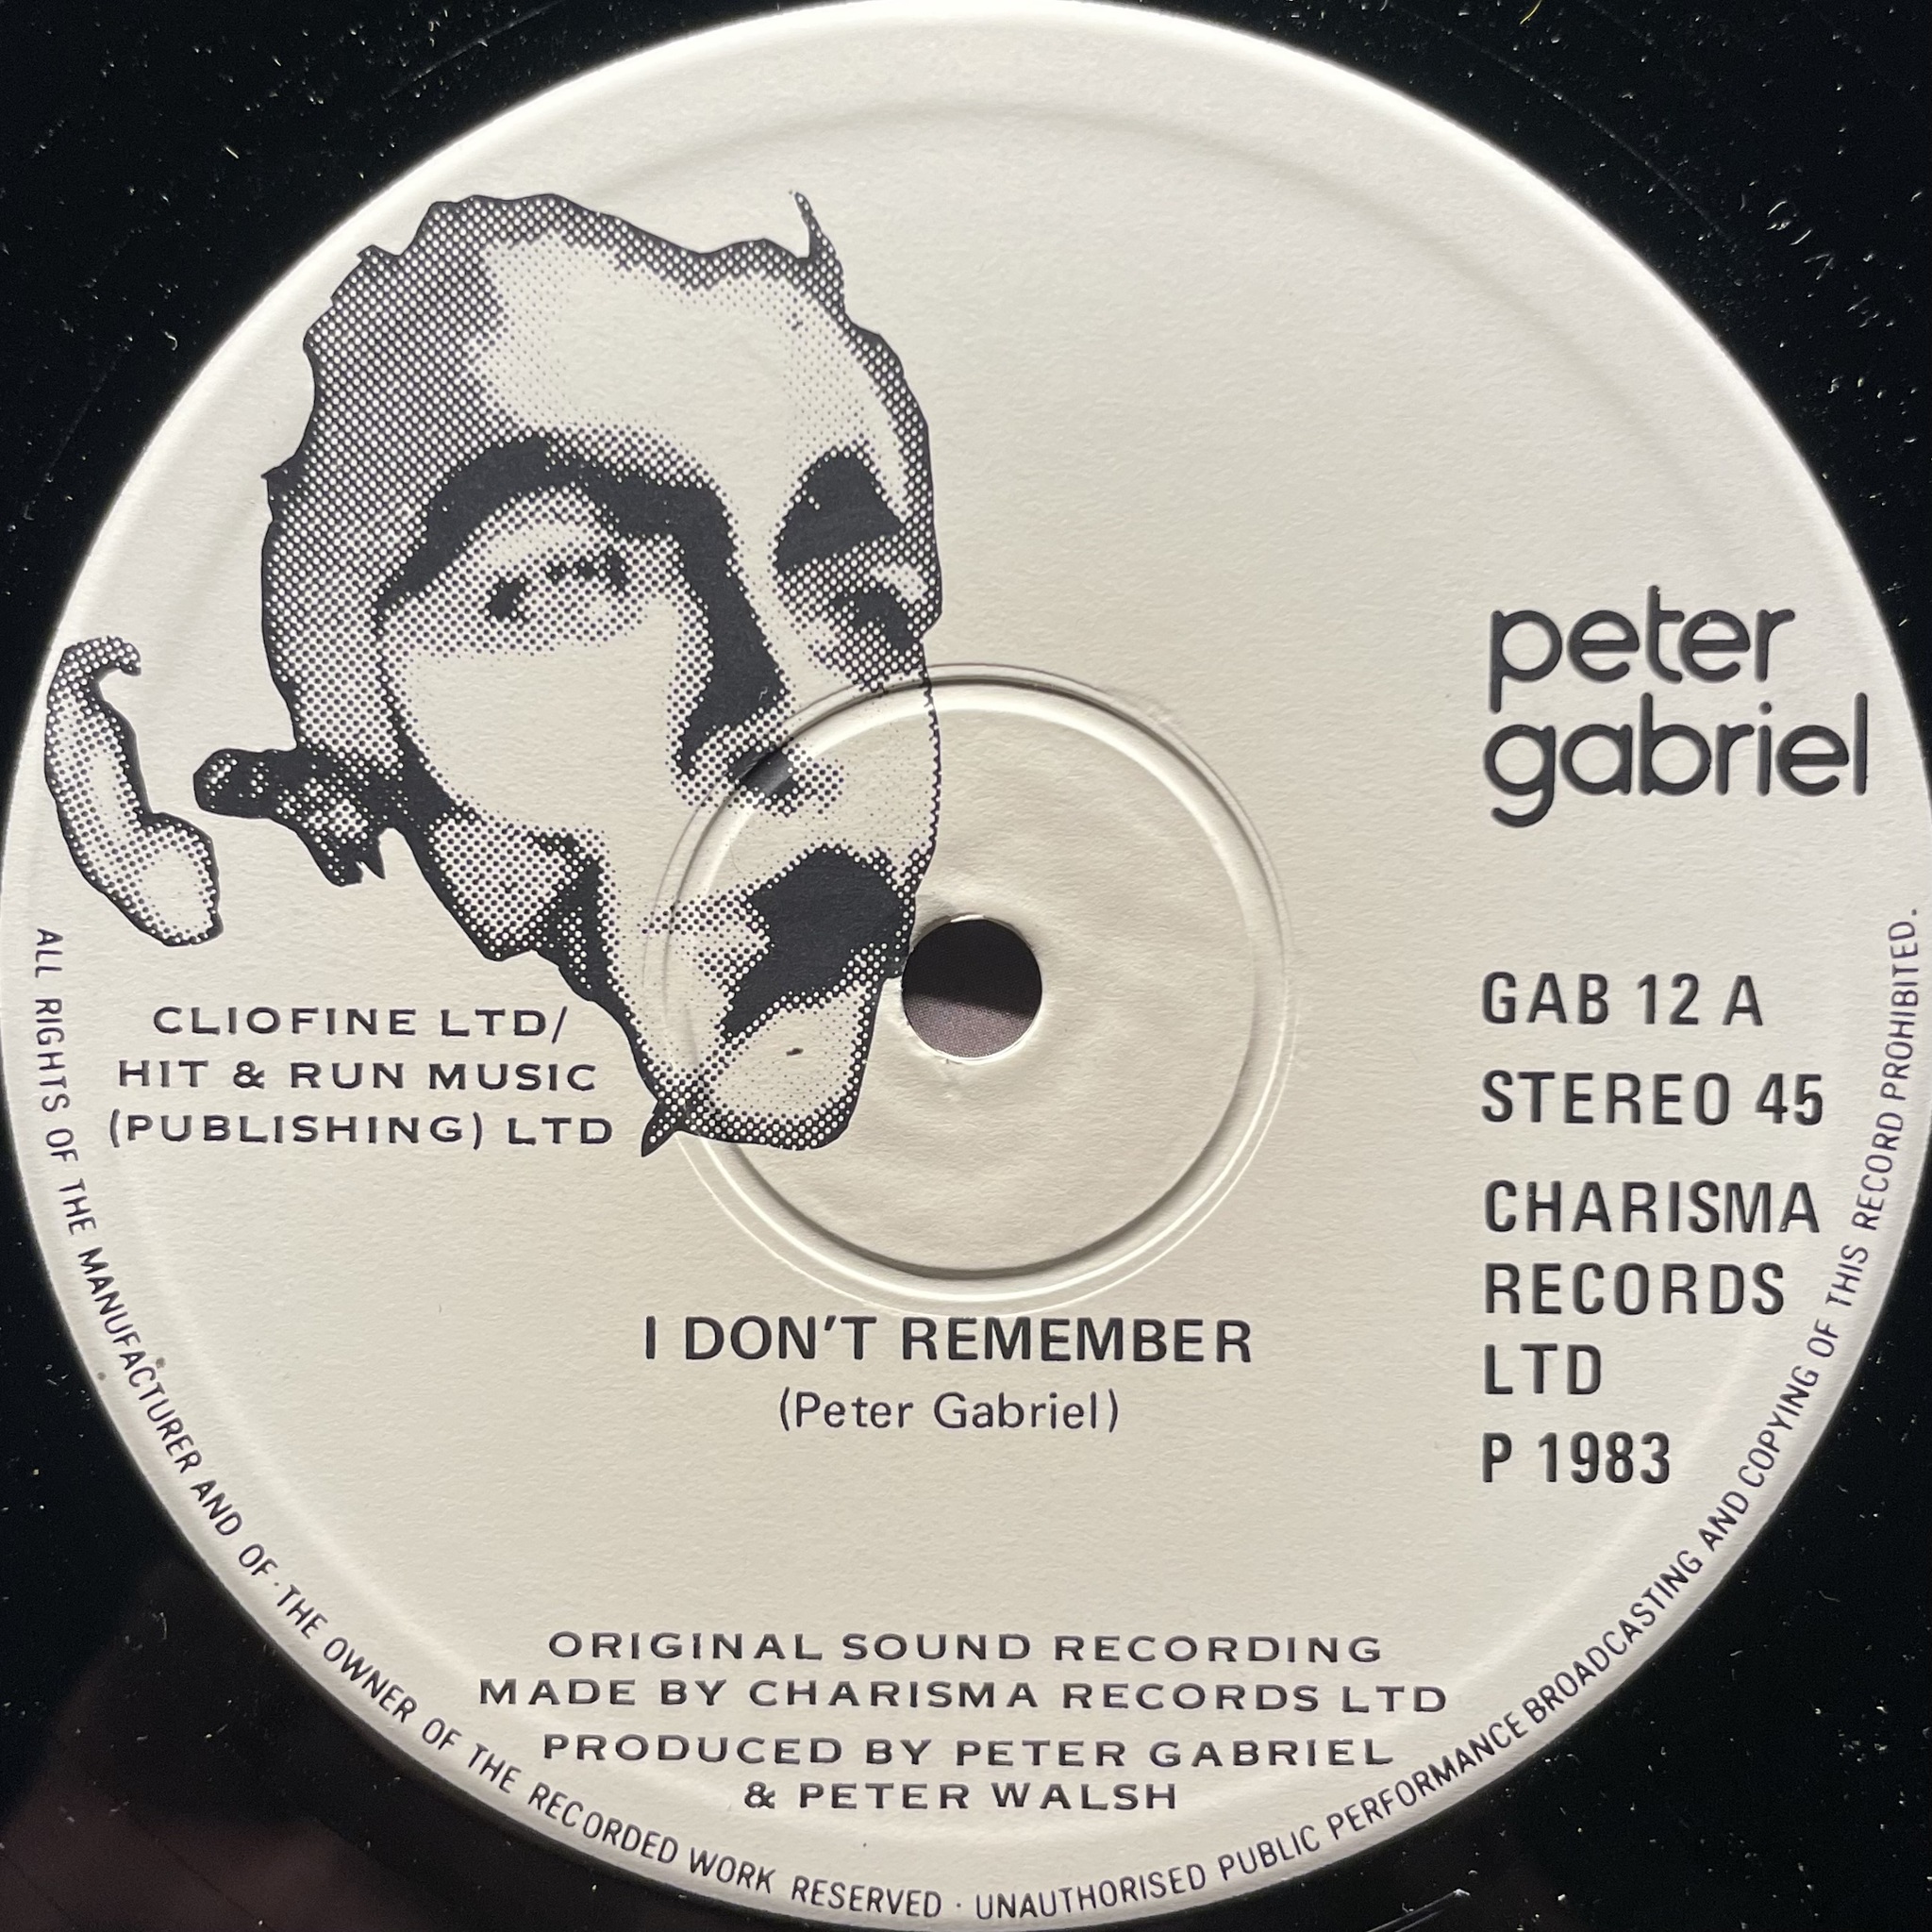 peter
gabriel
GAB 12 A
STEREO 45
CHARISMA
RECORDS
LTD
P 1983
CLIOFINE LTD/
HIT & RUN MUSIC
(PUBLISHING) LTD
I DON'T REMEMBER
(Peter Gabriel)
ORIGINAL SOUND RECORDING
MADE BY CHARISMA RECORDS LTD
PRODUCED BY PETER GABRIEL
& PETER WALSH
ALL RIGHTS OF THE MANUFACTURER AND OF THE OWNER OF THE RECORDED WORK RESERVED · UNAUTHORISED PUBLIC PERFORMANCE BROADCASTING AND COPYING OF THIS RECORD PROHIBITED.